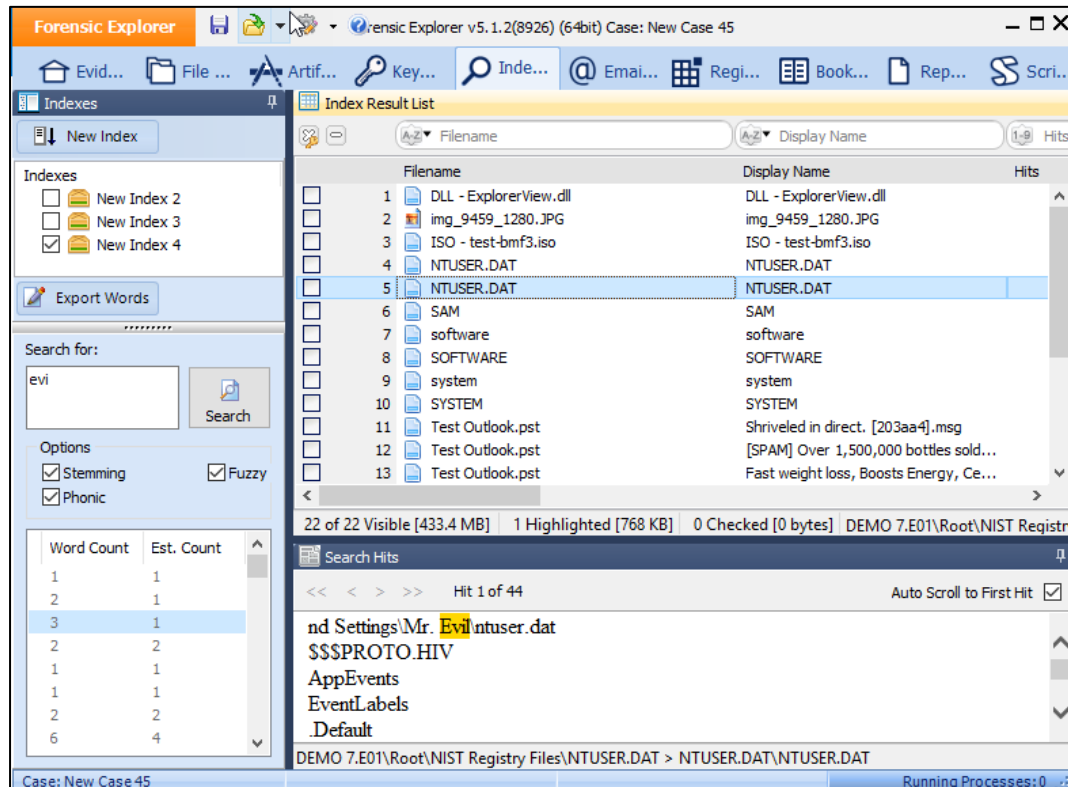 Forensic Explorer
rensic Explorer v5.1.2(8926) (64bit) Case: New Case 45
Evid... File ... Artif... Key... Inde... Emai... Regi... Book... Rep... Scri...
Indexes
New Index
Indexes
New Index 2
New Index 3
New Index 4
Export Words
Search for:
evi
Search
Options
Stemming Fuzzy
Phonic
Word Count Est. Count
1 1
2 1
3 1
2 2
1 1
1 1
2 2
6 4
Index Result List
A-Z Filename A-Z Display Name 1-9 Hits
Filename Display Name Hits
1 DLL - ExplorerView.dll DLL - ExplorerView.dll
2 img_9459_1280.JPG img_9459_1280.JPG
3 ISO - test-bmf3.iso ISO - test-bmf3.iso
4 NTUSER.DAT NTUSER.DAT
5 NTUSER.DAT NTUSER.DAT
6 SAM SAM
7 software software
8 SOFTWARE SOFTWARE
9 system system
10 SYSTEM SYSTEM
11 Test Outlook.pst Shriveled in direct. [203aa4].msg
12 Test Outlook.pst [SPAM] Over 1,500,000 bottles sold...
13 Test Outlook.pst Fast weight loss, Boosts Energy, Ce...
22 of 22 Visible [433.4 MB] 1 Highlighted [768 KB] 0 Checked [0 bytes] DEMO 7.E01\Root\NIST Registr
Search Hits
<< < > >> Hit 1 of 44 Auto Scroll to First Hit
nd Settings\Mr. Evil\ntuser.dat
$$$PROTO.HIV
AppEvents
EventLabels
.Default
DEMO 7.E01\Root\NIST Registry Files\NTUSER.DAT > NTUSER.DAT\NTUSER.DAT
Case: New Case 45 Running Processes: 0